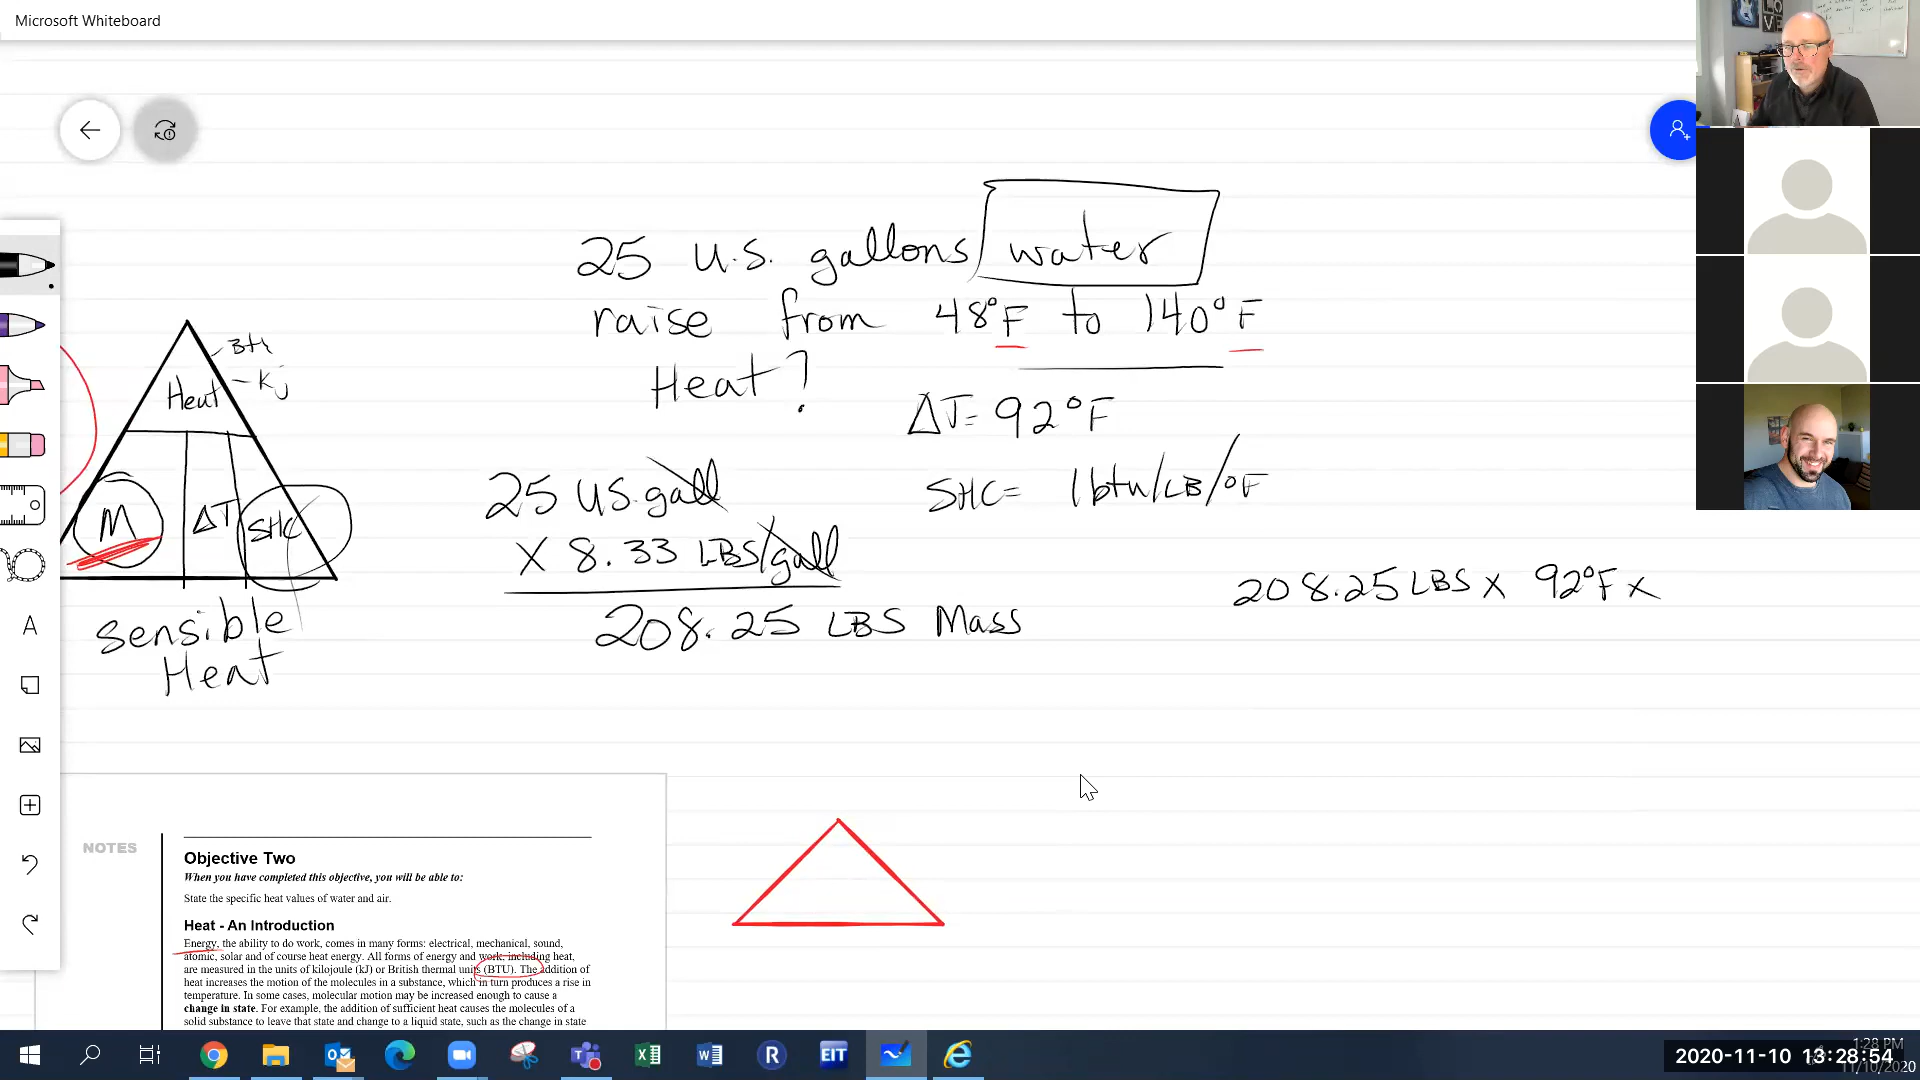 Microsoft Whiteboard
25 U.S. gallons water
raise from 48°F to 140°F
Heat?
ΔT= 92°F
SHC= 1btu/LB/°F
25 US.gall
X 8.33 LBS/gall
208.25 LBS Mass
208.25 LBS x 92°F x
Btu
Heat - Kj
M ΔT SHC
Sensible
Heat
NOTES
Objective Two
When you have completed this objective, you will be able to:
State the specific heat values of water and air.
Heat - An Introduction
Energy, the ability to do work, comes in many forms: electrical, mechanical, sound,
atomic, solar and of course heat energy. All forms of energy and work, including heat,
are measured in the units of kilojoule (kJ) or British thermal units (BTU). The addition of
heat increases the motion of the molecules in a substance, which in turn produces a rise in
temperature. In some cases, molecular motion may be increased enough to cause a
change in state. For example, the addition of sufficient heat causes the molecules of a
solid substance to leave that state and change to a liquid state, such as the change in state
A
R
EIT
2020-11-10 13:28:54
1:28 PM
11/10/2020